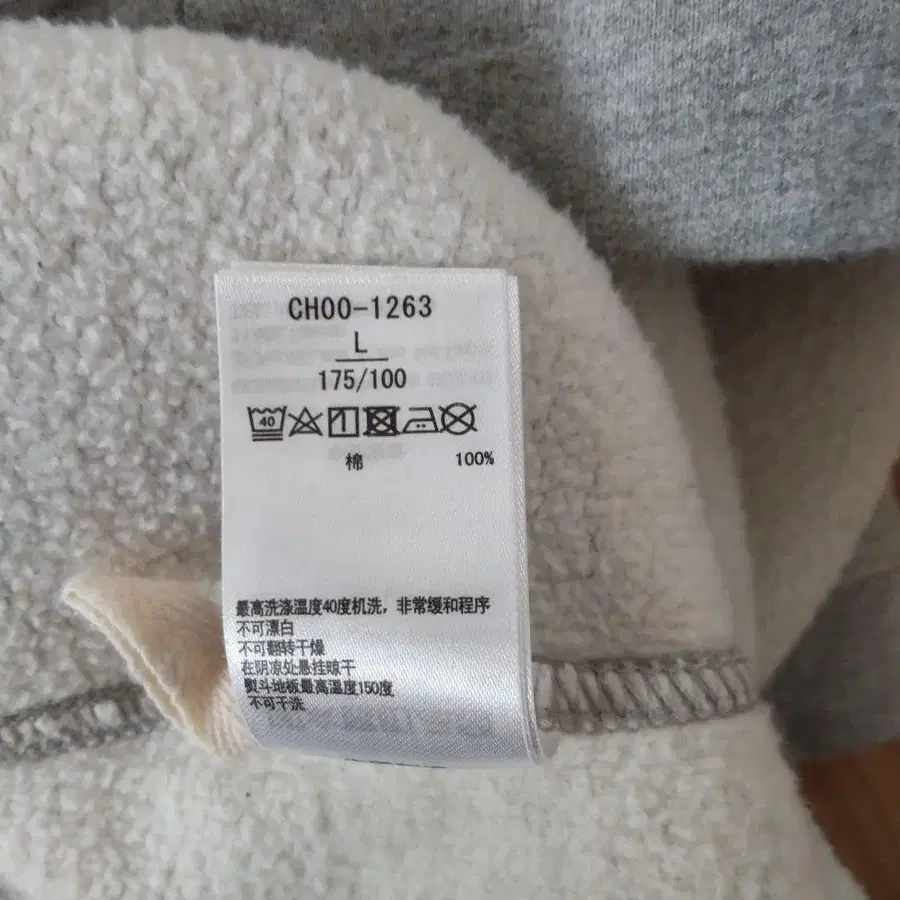 CH00-1263
L
175/100
40
棉 100%
最高洗涤温度40度机洗，非常缓和程序
不可漂白
不可翻转干燥
在阴凉处悬挂晾干
熨斗地板最高温度150度
不可干洗